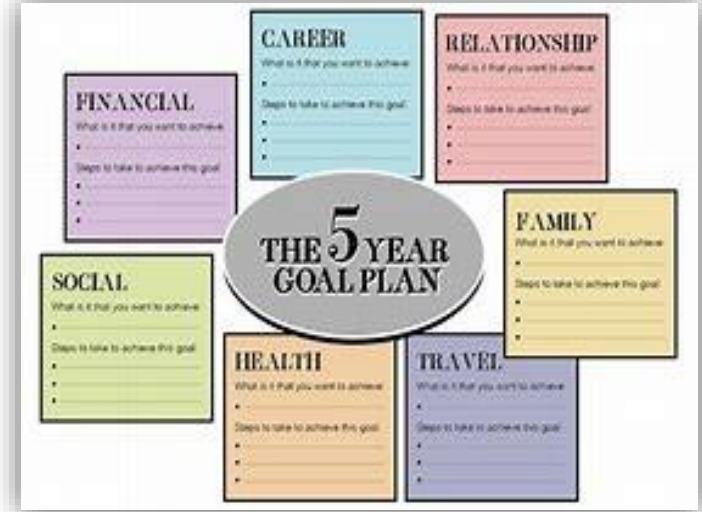 CAREER
What is it that you want to achieve
Steps to take to achieve this goal
RELATIONSHIP
What is it that you want to achieve
Steps to take to achieve this goal
FINANCIAL
What is it that you want to achieve
Steps to take to achieve this goal
THE 5 YEAR
GOAL PLAN
FAMILY
What is it that you want to achieve
Steps to take to achieve this goal
SOCIAL
What is it that you want to achieve
Steps to take to achieve this goal
HEALTH
What is it that you want to achieve
Steps to take to achieve this goal
TRAVEL
What is it that you want to achieve
Steps to take to achieve this goal